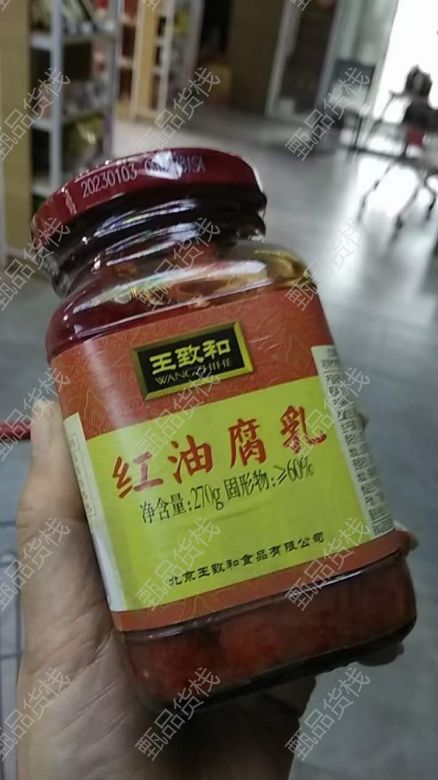 20230103
王致和
WANGZHIHE
红油腐乳
净含量:270g 固形物:≥60%
北京王致和食品有限公司
甄品货栈